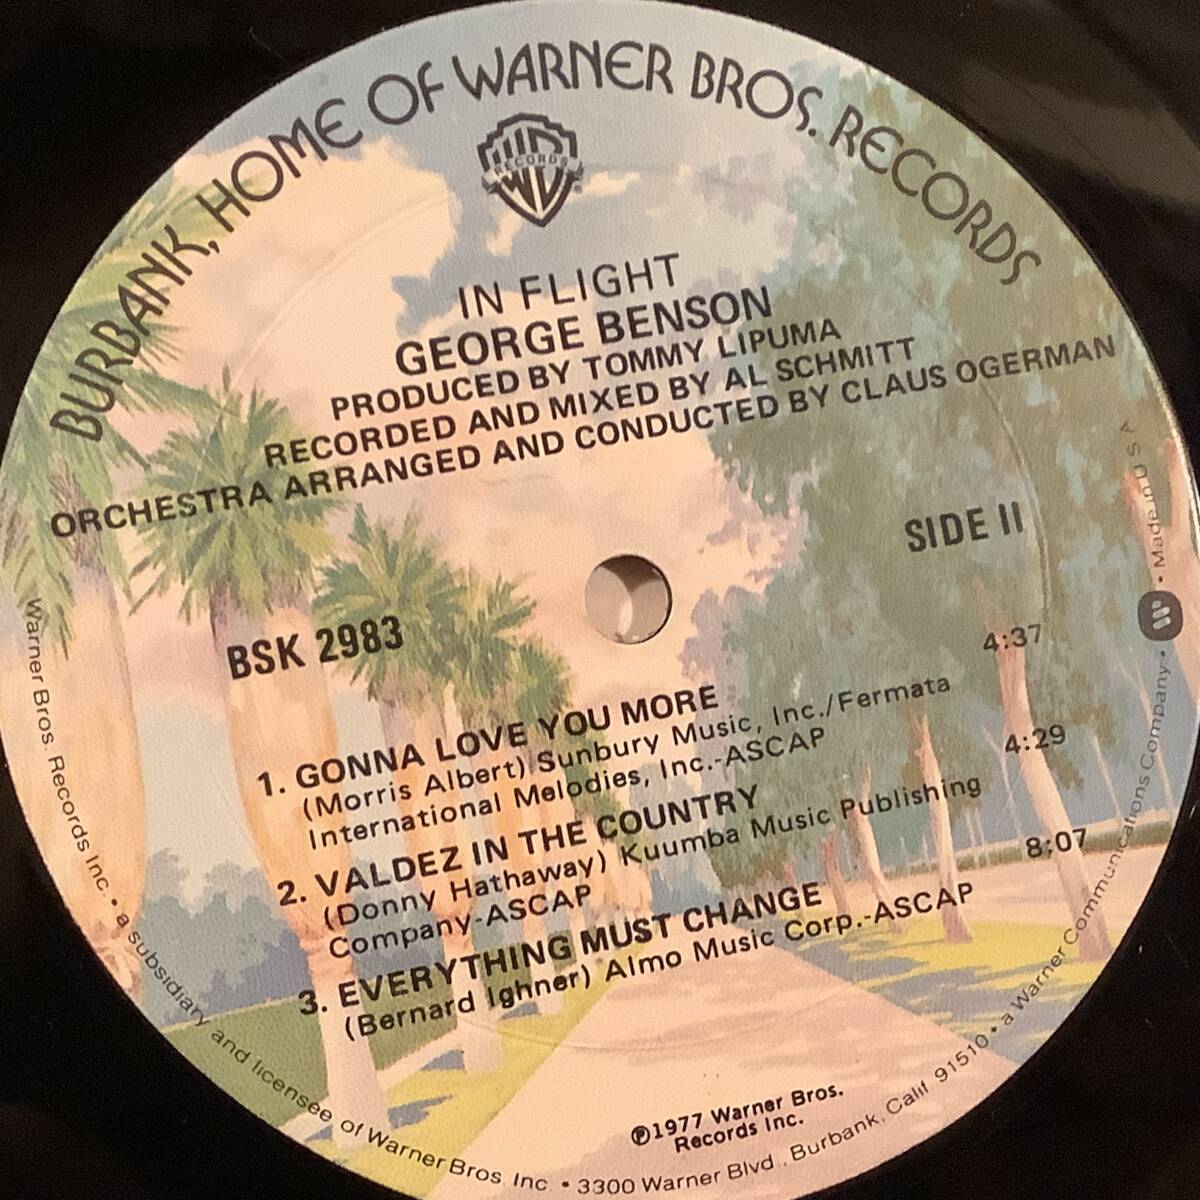 BURBANK, HOME OF WARNER BROS. RECORDS
WB
RECORDS
IN FLIGHT
GEORGE BENSON
PRODUCED BY TOMMY LIPUMA
RECORDED AND MIXED BY AL SCHMITT
ORCHESTRA ARRANGED AND CONDUCTED BY CLAUS OGERMAN
SIDE II
BSK 2983
1. GONNA LOVE YOU MORE 4:37
(Morris Albert) Sunbury Music, Inc./Fermata
International Melodies, Inc.-ASCAP
2. VALDEZ IN THE COUNTRY 4:29
(Donny Hathaway) Kuumba Music Publishing
Company-ASCAP
3. EVERYTHING MUST CHANGE 8:07
(Bernard Ighner) Almo Music Corp.-ASCAP
℗1977 Warner Bros.
Records Inc.
Warner Bros. Records Inc. • a subsidiary and licensee of Warner Bros. Inc. • 3300 Warner Blvd., Burbank, Calif. 91510 • a Warner Communications Company • Made in U S A